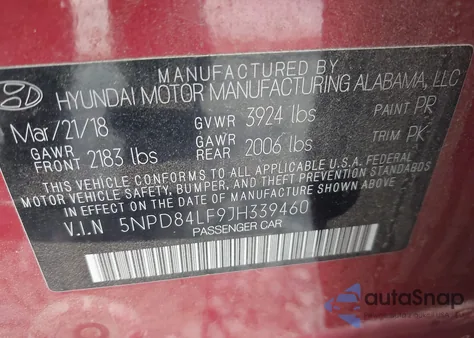 MANUFACTURED BY
HYUNDAI MOTOR MANUFACTURING ALABAMA, LLC
Mar/21/18 GVWR 3924 lbs PAINT PR
GAWR FRONT 2183 lbs GAWR REAR 2006 lbs TRIM PK
THIS VEHICLE CONFORMS TO ALL APPLICABLE U.S.A. FEDERAL
MOTOR VEHICLE SAFETY, BUMPER, AND THEFT PREVENTION STANDARDS
IN EFFECT ON THE DATE OF MANUFACTURE SHOWN ABOVE.
V.I.N 5NPD84LF9JH339460
PASSENGER CAR
autoSnap